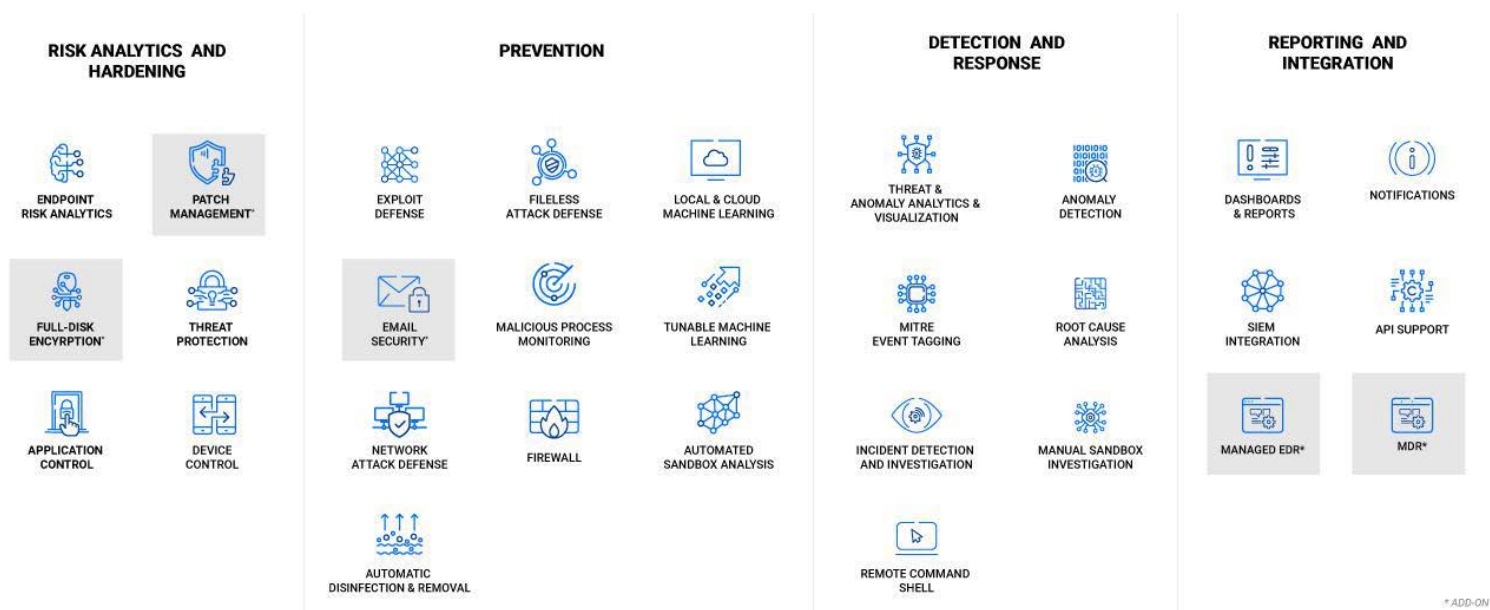 RISK ANALYTICS AND
HARDENING
ENDPOINT
RISK ANALYTICS
PATCH
MANAGEMENT*
FULL-DISK
ENCYRPTION*
THREAT
PROTECTION
APPLICATION
CONTROL
DEVICE
CONTROL
PREVENTION
EXPLOIT
DEFENSE
FILELESS
ATTACK DEFENSE
LOCAL & CLOUD
MACHINE LEARNING
EMAIL
SECURITY*
MALICIOUS PROCESS
MONITORING
TUNABLE MACHINE
LEARNING
NETWORK
ATTACK DEFENSE
FIREWALL
AUTOMATED
SANDBOX ANALYSIS
AUTOMATIC
DISINFECTION & REMOVAL
DETECTION AND
RESPONSE
THREAT &
ANOMALY ANALYTICS &
VISUALIZATION
ANOMALY
DETECTION
MITRE
EVENT TAGGING
ROOT CAUSE
ANALYSIS
INCIDENT DETECTION
AND INVESTIGATION
MANUAL SANDBOX
INVESTIGATION
REMOTE COMMAND
SHELL
REPORTING AND
INTEGRATION
DASHBOARDS
& REPORTS
NOTIFICATIONS
SIEM
INTEGRATION
API SUPPORT
MANAGED EDR*
MDR*
* ADD-ON